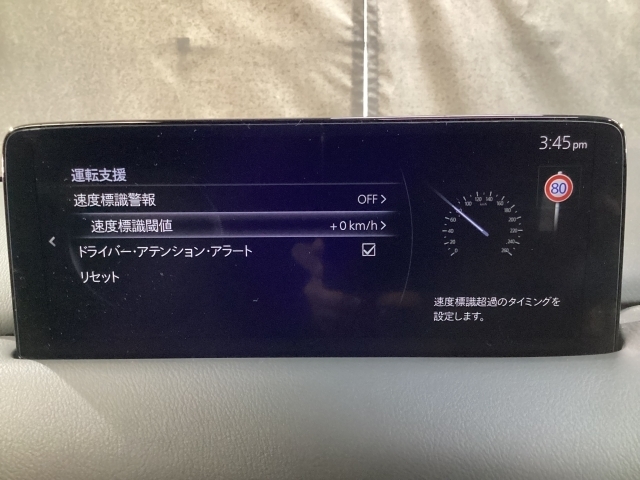 3:45 pm
運転支援
速度標識警報 OFF >
速度標識閾値 +0 km/h >
ドライバー・アテンション・アラート
リセット
80
速度標識超過のタイミングを
設定します。